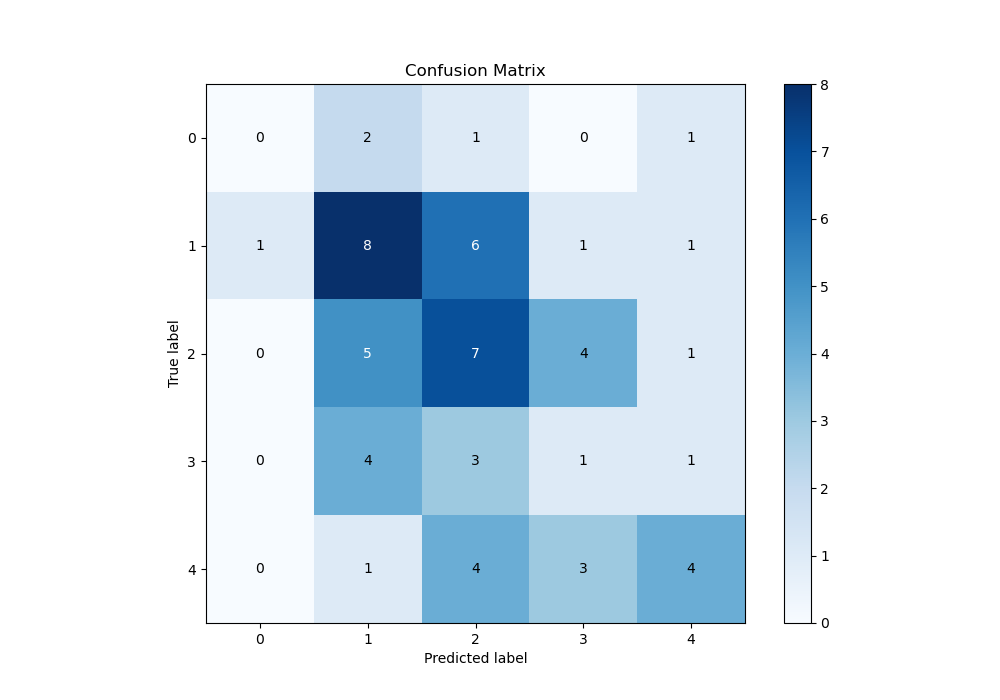 Confusion Matrix
0 0 2 1 0 1
1 1 8 6 1 1
2 0 5 7 4 1
3 0 4 3 1 1
4 0 1 4 3 4
0 1 2 3 4
Predicted label
True label
8
7
6
5
4
3
2
1
0